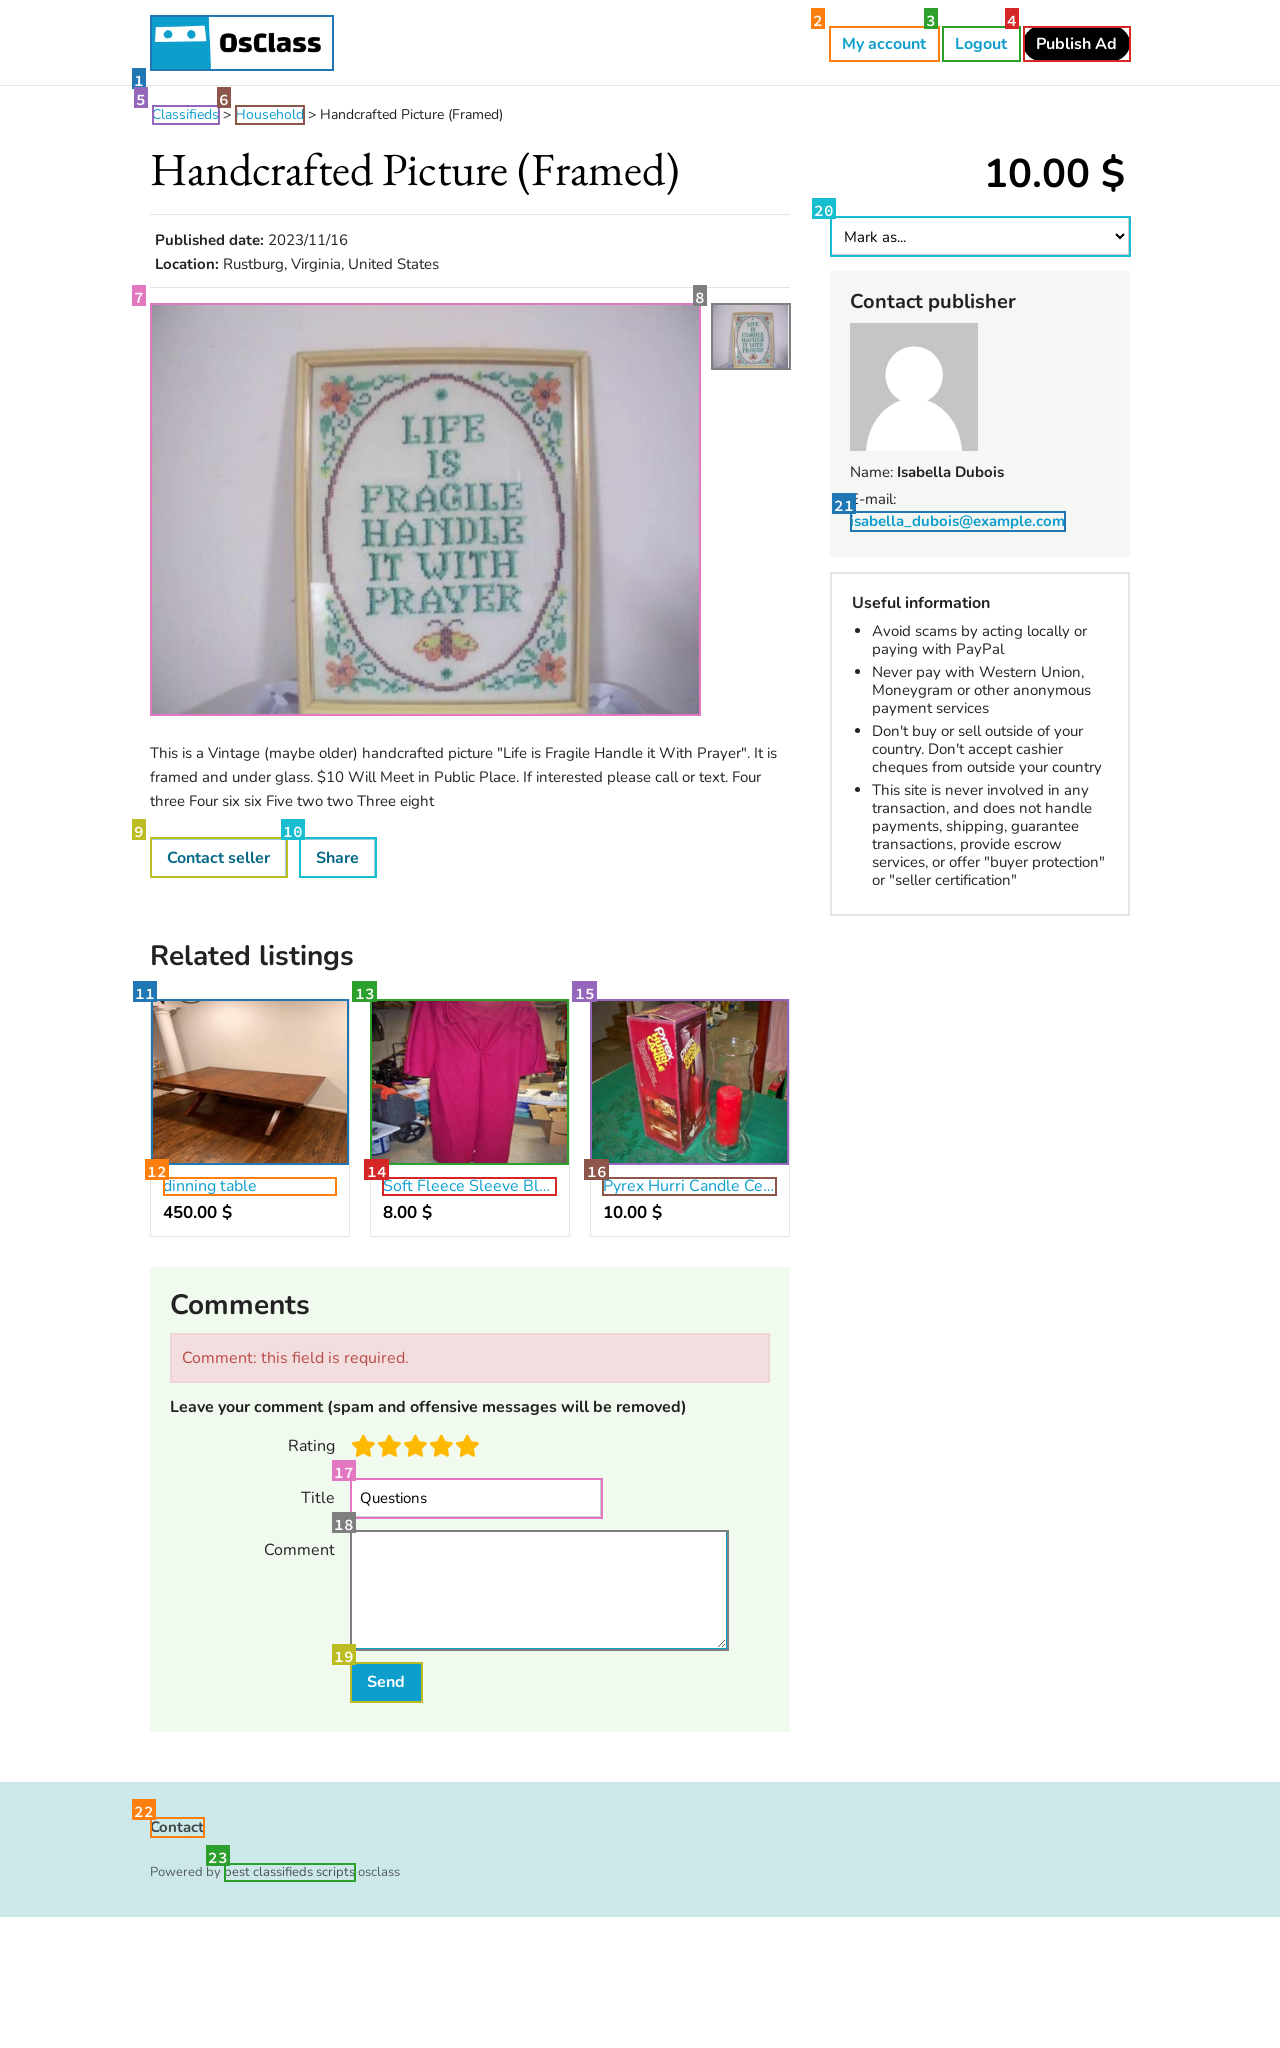 OsClass
2
My account
3
Logout
4
Publish Ad
1
5
Classifieds
6
> Household > Handcrafted Picture (Framed)
Handcrafted Picture (Framed)
10.00 $
Published date: 2023/11/16
Location: Rustburg, Virginia, United States
20
Mark as...
7
8
LIFE
IS
FRAGILE
HANDLE
IT WITH
PRAYER
Contact publisher
Name: Isabella Dubois
E-mail:
21
isabella_dubois@example.com
Useful information
Avoid scams by acting locally or
paying with PayPal
Never pay with Western Union,
Moneygram or other anonymous
payment services
Don't buy or sell outside of your
country. Don't accept cashier
cheques from outside your country
This site is never involved in any
transaction, and does not handle
payments, shipping, guarantee
transactions, provide escrow
services, or offer "buyer protection"
or "seller certification"
This is a Vintage (maybe older) handcrafted picture "Life is Fragile Handle it With Prayer". It is
framed and under glass. $10 Will Meet in Public Place. If interested please call or text. Four
three Four six six Five two two Three eight
9
Contact seller
10
Share
Related listings
11
13
15
PYREX
HURRI
CANDLE
12
dinning table
450.00 $
14
Soft Fleece Sleeve Bl...
8.00 $
16
Pyrex Hurri Candle Ce...
10.00 $
Comments
Comment: this field is required.
Leave your comment (spam and offensive messages will be removed)
Rating
17
Title
Questions
18
Comment
19
Send
22
Contact
23
Powered by best classifieds scripts osclass